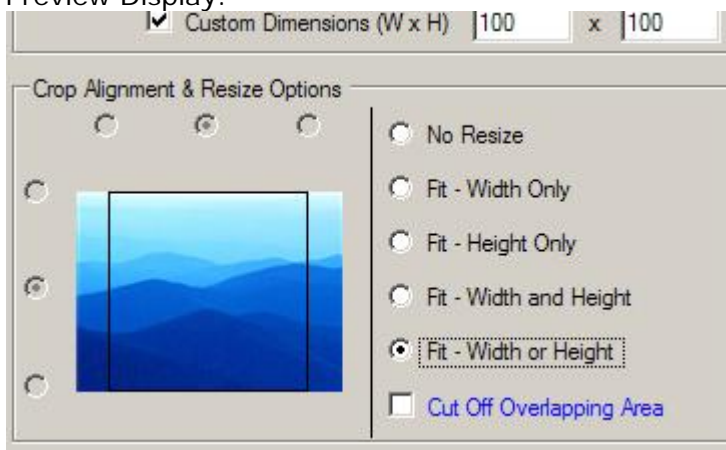 Preview Display:
Custom Dimensions (W x H) 100 x 100
Crop Alignment & Resize Options
No Resize
Fit - Width Only
Fit - Height Only
Fit - Width and Height
Fit - Width or Height
Cut Off Overlapping Area